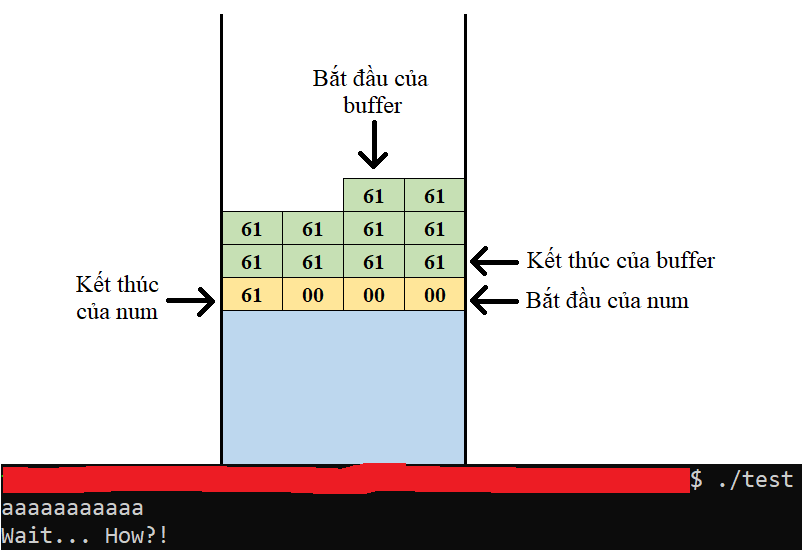 Bắt đầu của
buffer
61 61
61 61 61 61
61 61 61 61
Kết thúc của buffer
Kết thúc
của num
61 00 00 00
Bắt đầu của num
$ ./test
aaaaaaaaaaa
Wait... How?!